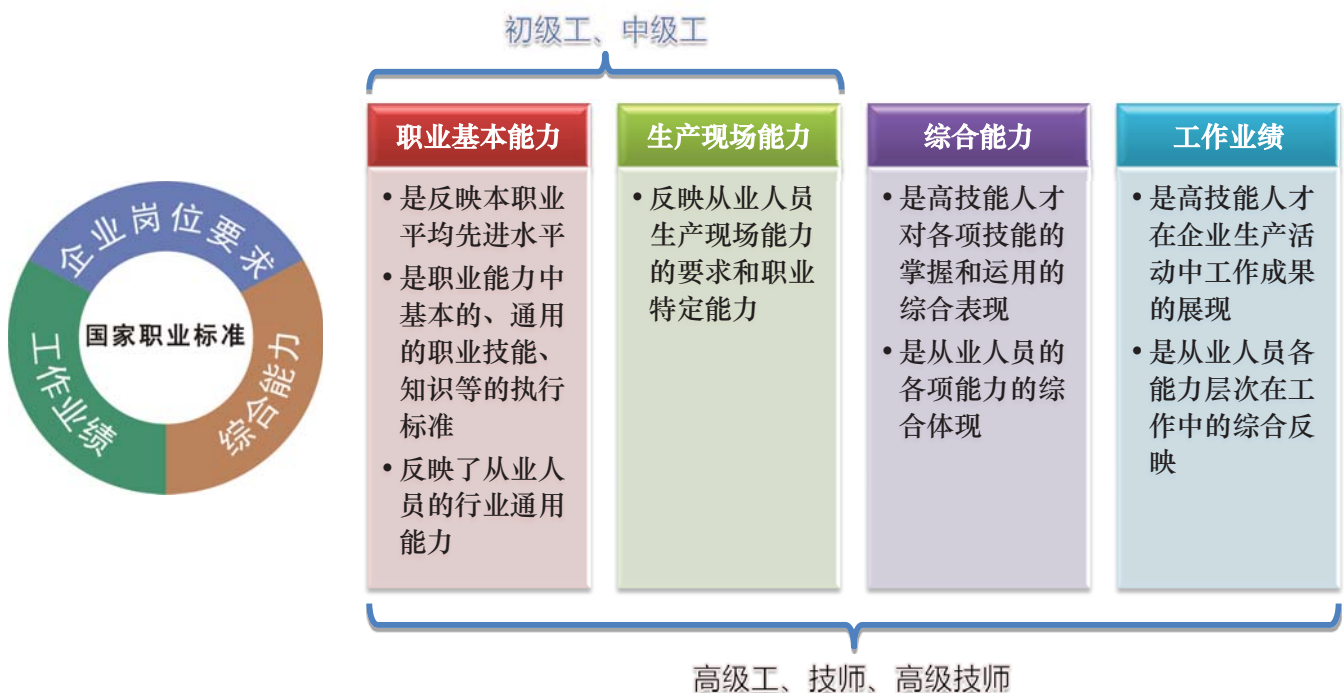 初级工、中级工
企业岗位要求
国家职业标准
工作业绩
综合能力
职业基本能力
•是反映本职业
平均先进水平
•是职业能力中
基本的、通用
的职业技能、
知识等的执行
标准
•反映了从业人
员的行业通用
能力
生产现场能力
•反映从业人员
生产现场能力
的要求和职业
特定能力
综合能力
•是高技能人才
对各项技能的
掌握和运用的
综合表现
•是从业人员的
各项能力的综
合体现
工作业绩
•是高技能人才
在企业生产活
动中工作成果
的展现
•是从业人员各
能力层次在工
作中的综合反
映
高级工、技师、高级技师